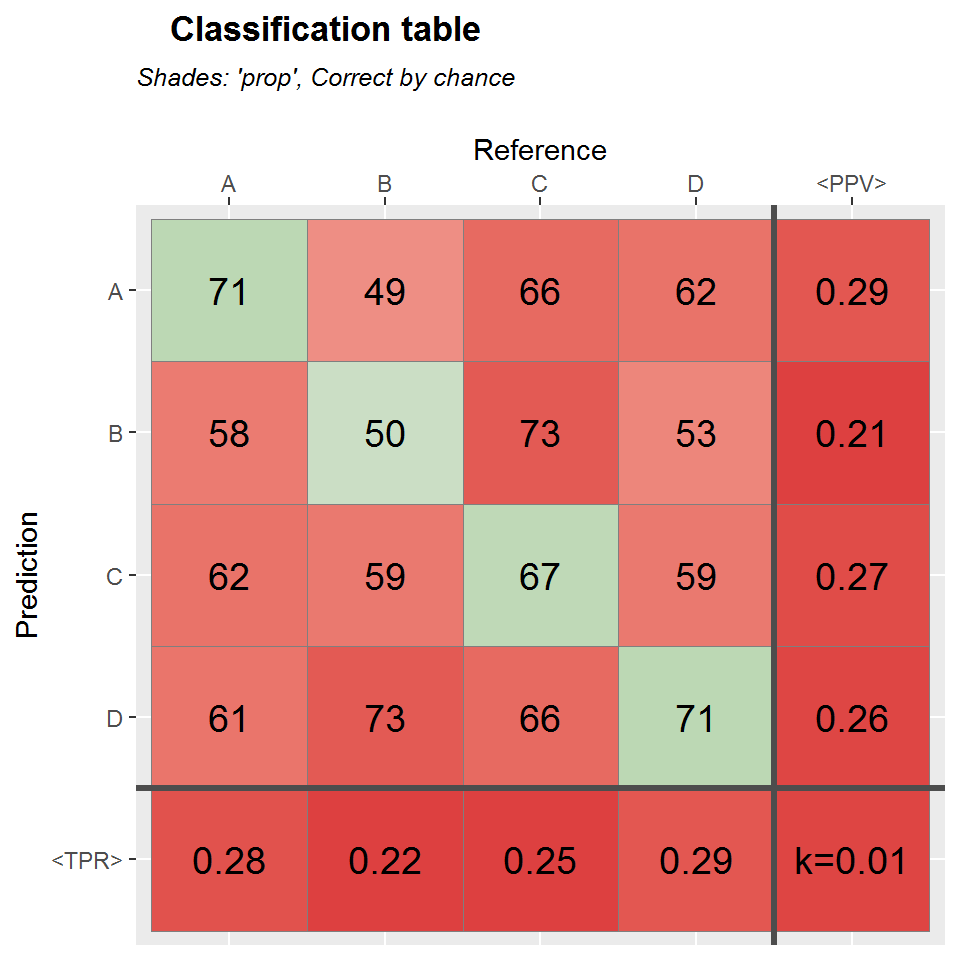 Classification table
Shades: 'prop', Correct by chance
Reference
A B C D <PPV>
A 71 49 66 62 0.29
B 58 50 73 53 0.21
Prediction
C 62 59 67 59 0.27
D 61 73 66 71 0.26
<TPR> 0.28 0.22 0.25 0.29 k=0.01